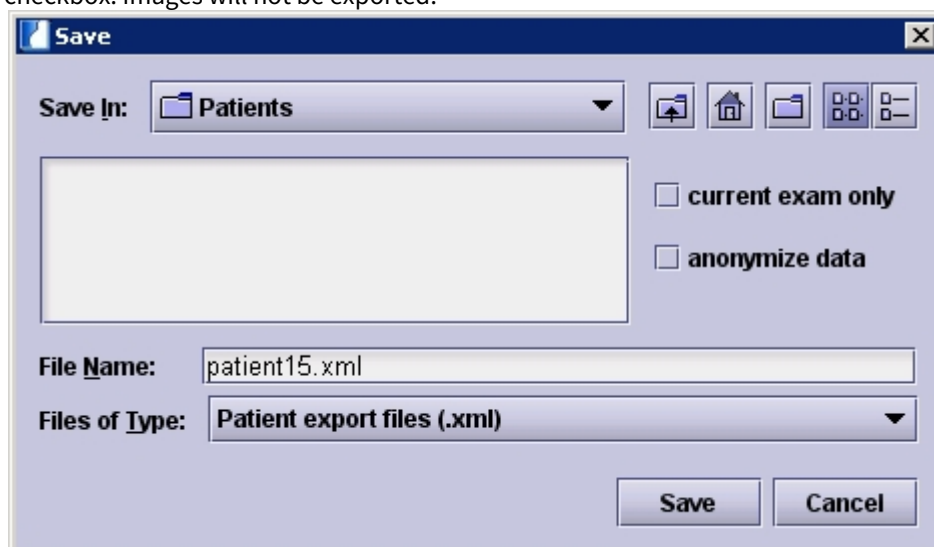 checkbox. Images will not be exported.
Save
Save In: Patients
current exam only
anonymize data
File Name: patient15.xml
Files of Type: Patient export files (.xml)
Save Cancel